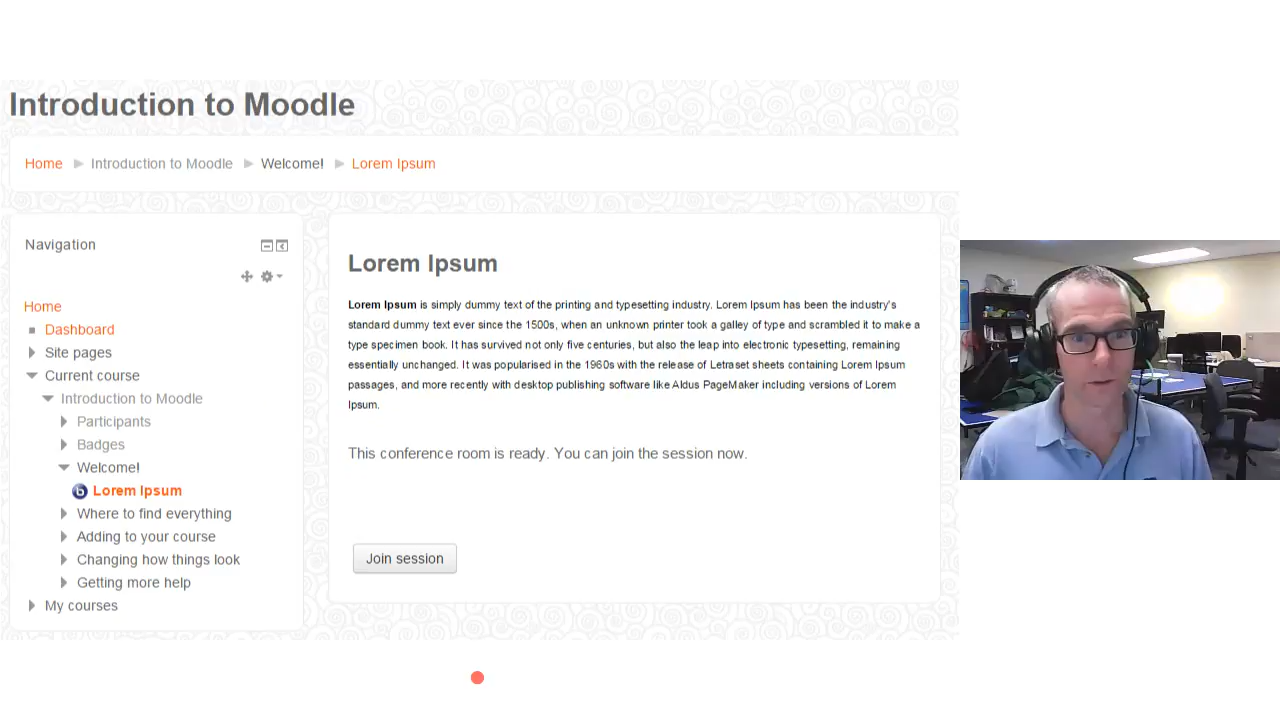 Introduction to Moodle
Home Introduction to Moodle Welcome! Lorem Ipsum
Navigation
Home
Dashboard
Site pages
Current course
Introduction to Moodle
Participants
Badges
Welcome!
b Lorem Ipsum
Where to find everything
Adding to your course
Changing how things look
Getting more help
My courses
Lorem Ipsum
Lorem Ipsum is simply dummy text of the printing and typesetting industry. Lorem Ipsum has been the industry's
standard dummy text ever since the 1500s, when an unknown printer took a galley of type and scrambled it to make a
type specimen book. It has survived not only five centuries, but also the leap into electronic typesetting, remaining
essentially unchanged. It was popularised in the 1960s with the release of Letraset sheets containing Lorem Ipsum
passages, and more recently with desktop publishing software like Aldus PageMaker including versions of Lorem
Ipsum.
This conference room is ready. You can join the session now.
Join session